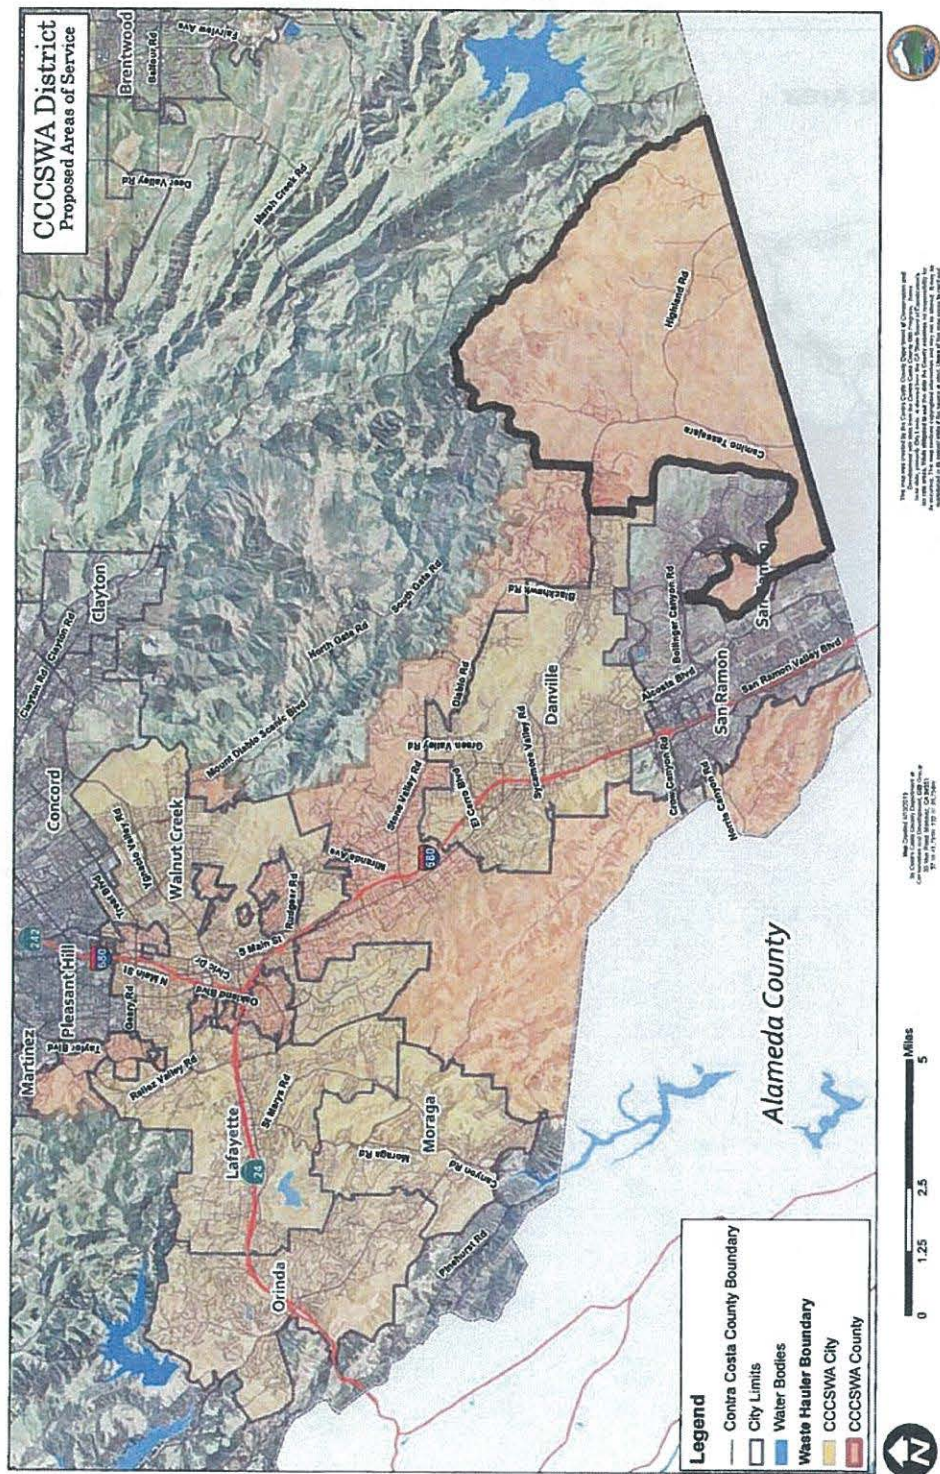 CCCSWA District
Proposed Areas of Service
Brentwood
Balfour Rd
Fairview Ave
Deer Valley Rd
Marsh Creek Rd
Clayton Rd
Clayton Rd
Clayton
Concord
Martinez
Pleasant Hill
242
680
Taylor Blvd
Geary Rd
N Main St
Treat Blvd
Ygnacio Valley Rd
Walnut Creek
Civic Dr
Oakland Blvd
S Main St
Rudgear Rd
Reliez Valley Rd
North Gate Rd
South Gate Rd
Mount Diablo Scenic Blvd
Lafayette
24
St Marys Rd
Orinda
Moraga Rd
Moraga
Canyon Rd
Pinehurst Rd
Miranda Ave
Stone Valley Rd
Green Valley Rd
Diablo Rd
Blackhawk Rd
680
El Cerro Blvd
Sycamore Valley Rd
Danville
Highland Rd
Camino Tassajara
Bollinger Canyon Rd
Alcosta Blvd
Crow Canyon Rd
Norris Canyon Rd
San Ramon
San Ramon Valley Blvd
Alameda County
Legend
Contra Costa County Boundary
City Limits
Water Bodies
Waste Hauler Boundary
CCCSWA City
CCCSWA County
N
0 1.25 2.5 5
Miles